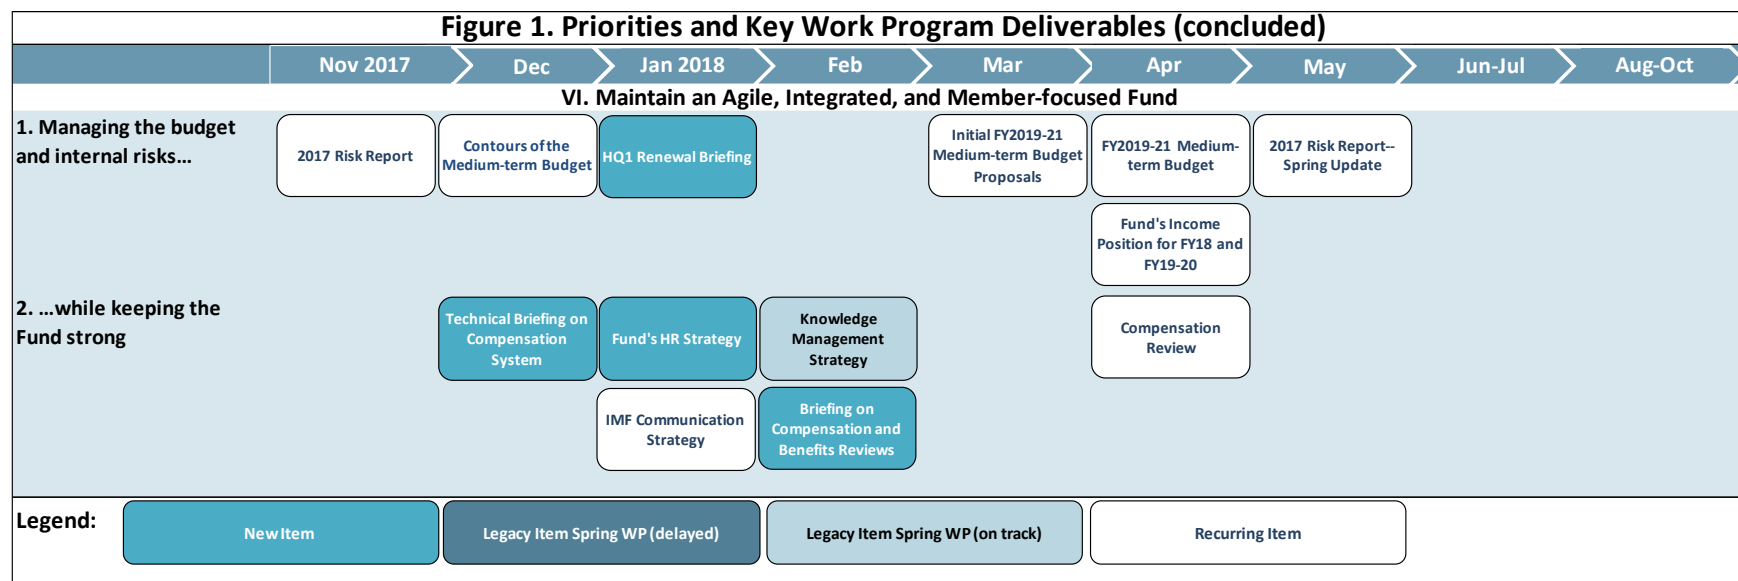 Figure 1. Priorities and Key Work Program Deliverables (concluded)
Nov 2017
Dec
Jan 2018
Feb
Mar
Apr
May
Jun-Jul
Aug-Oct
VI. Maintain an Agile, Integrated, and Member-focused Fund
1. Managing the budget
and internal risks...
2017 Risk Report
Contours of the
Medium-term Budget
HQ1 Renewal Briefing
Initial FY2019-21
Medium-term Budget
Proposals
FY2019-21 Medium-
term Budget
2017 Risk Report--
Spring Update
Fund's Income
Position for FY18 and
FY19-20
2. ...while keeping the
Fund strong
Technical Briefing on
Compensation
System
Fund's HR Strategy
Knowledge
Management
Strategy
Compensation
Review
IMF Communication
Strategy
Briefing on
Compensation and
Benefits Reviews
Legend:
New Item
Legacy Item Spring WP (delayed)
Legacy Item Spring WP (on track)
Recurring Item